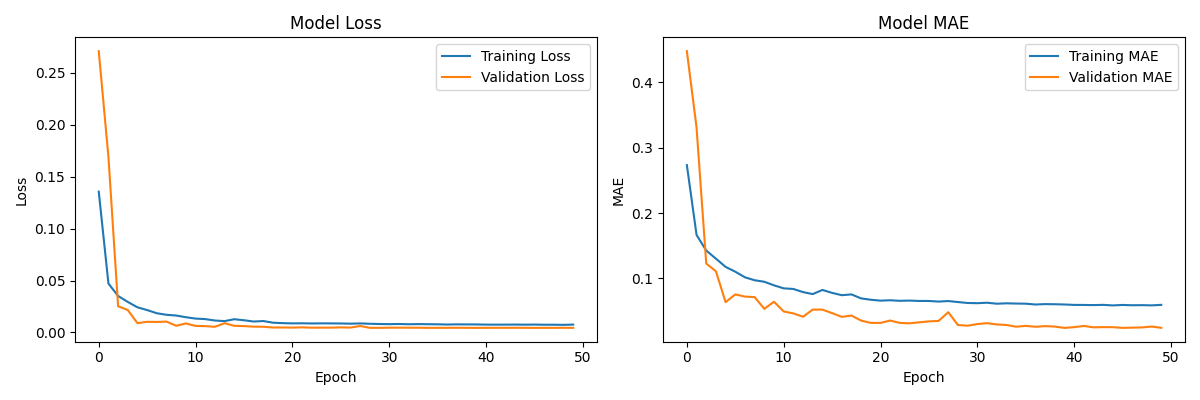 Model Loss
Training Loss
Validation Loss
0.25
0.20
0.15
0.10
0.05
0.00
Loss
0
10
20
30
40
50
Epoch
Model MAE
Training MAE
Validation MAE
0.4
0.3
0.2
0.1
MAE
0
10
20
30
40
50
Epoch